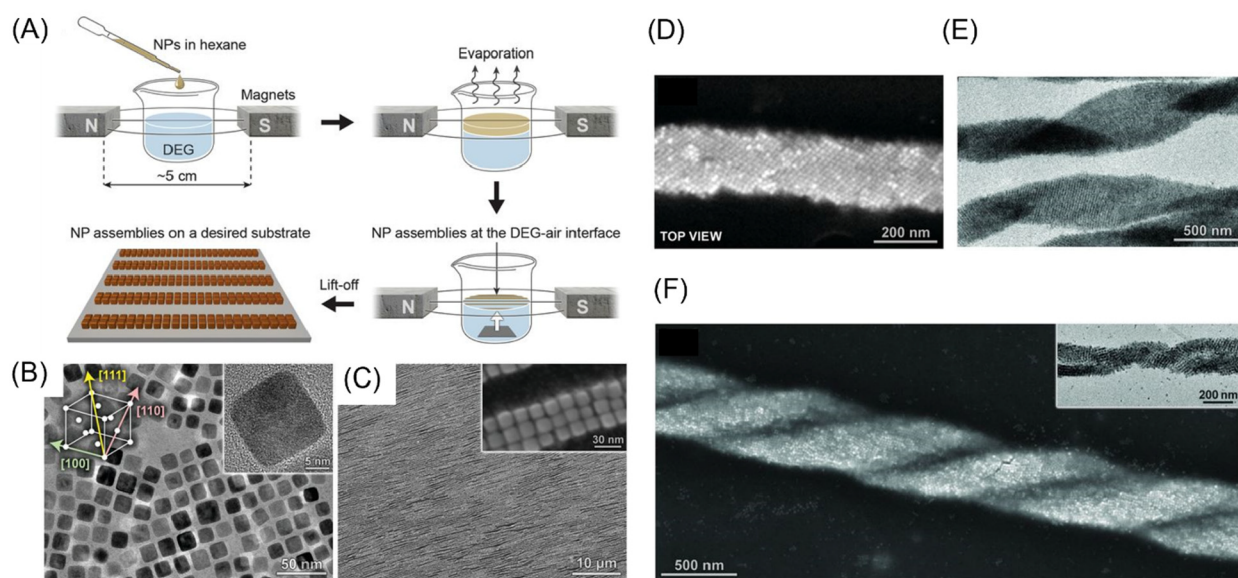 (A)
NPs in hexane
Magnets
N
S
DEG
~5 cm
Evaporation
N
S
NP assemblies on a desired substrate
NP assemblies at the DEG-air interface
Lift-off
N
S
(B)
[111]
[110]
[100]
5 nm
50 nm
(C)
30 nm
10 µm
(D)
TOP VIEW
200 nm
(E)
500 nm
(F)
200 nm
500 nm